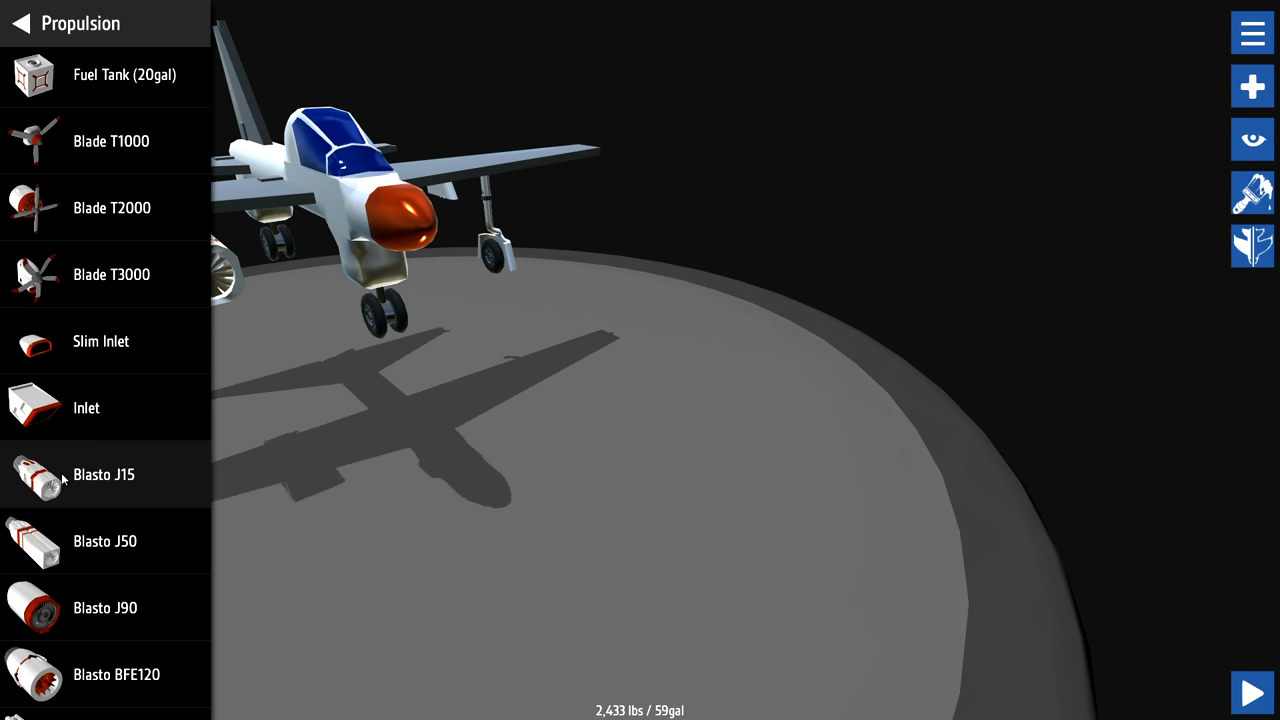 Propulsion
Fuel Tank (20gal)
Blade T1000
Blade T2000
Blade T3000
Slim Inlet
Inlet
Blasto J15
Blasto J50
Blasto J90
Blasto BFE120
2,433 lbs / 59gal